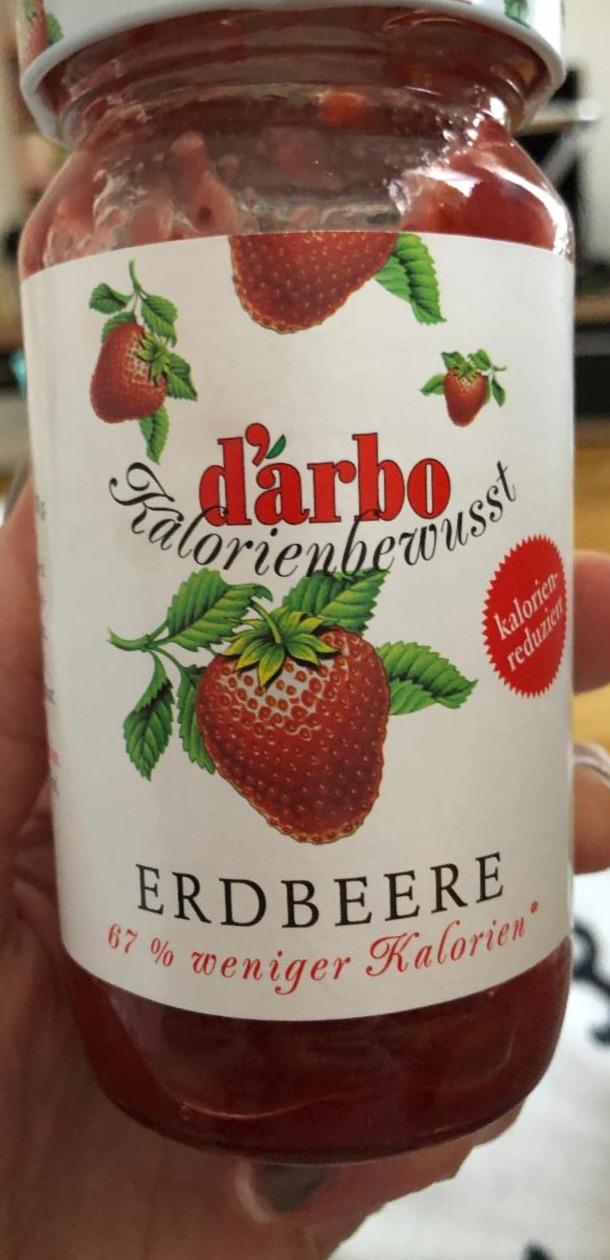 d'arbo
Kalorienbewusst
kalorien-
reduziert
ERDBEERE
67 % weniger Kalorien*